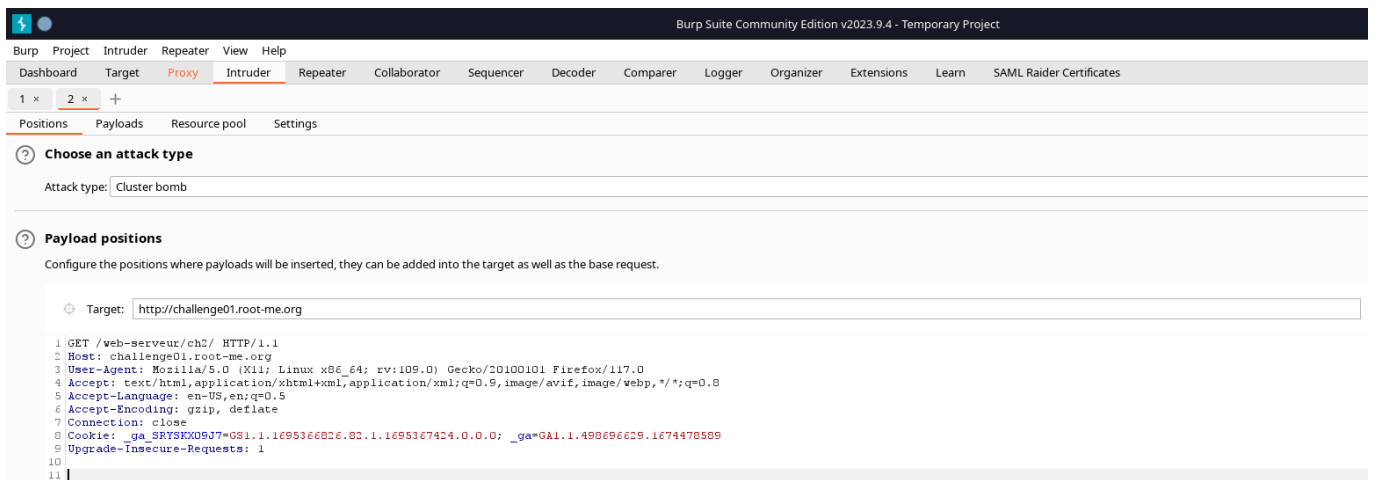 Burp Suite Community Edition v2023.9.4 - Temporary Project
Burp Project Intruder Repeater View Help
Dashboard Target Proxy Intruder Repeater Collaborator Sequencer Decoder Comparer Logger Organizer Extensions Learn SAML Raider Certificates
1 × 2 × +
Positions Payloads Resource pool Settings
? Choose an attack type
Attack type: Cluster bomb
? Payload positions
Configure the positions where payloads will be inserted, they can be added into the target as well as the base request.
Target: http://challenge01.root-me.org
1 GET /web-serveur/ch2/ HTTP/1.1
2 Host: challenge01.root-me.org
3 User-Agent: Mozilla/5.0 (X11; Linux x86_64; rv:109.0) Gecko/20100101 Firefox/117.0
4 Accept: text/html,application/xhtml+xml,application/xml;q=0.9,image/avif,image/webp,*/*;q=0.8
5 Accept-Language: en-US,en;q=0.5
6 Accept-Encoding: gzip, deflate
7 Connection: close
8 Cookie: _ga_SRYSKX09J7=GS1.1.1695366826.82.1.1695367424.0.0.0; _ga=GA1.1.498696629.1674478589
9 Upgrade-Insecure-Requests: 1
10
11